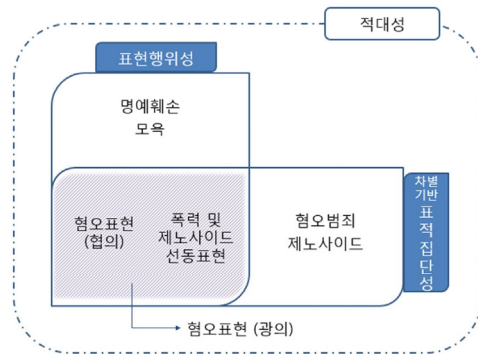 적대성
표현행위성
명예훼손
모욕
차별
기반
표적집단성
혐오표현
(협의)
폭력 및
제노사이드
선동표현
혐오범죄
제노사이드
혐오표현 (광의)